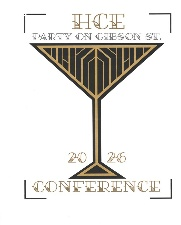 HCE
PARTY ON GIBSON ST.
20 26
CONFERENCE